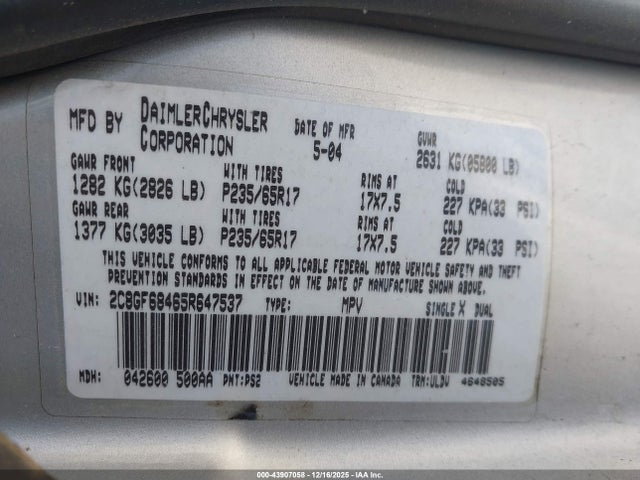 MFD BY DAIMLERCHRYSLER CORPORATION DATE OF MFR 5-04 GVWR 2631 KG(05800 LB)
GAWR FRONT WITH TIRES RIMS AT COLD
1282 KG(2826 LB) P235/65R17 17X7.5 227 KPA(33 PSI)
GAWR REAR WITH TIRES RIMS AT COLD
1377 KG(3035 LB) P235/65R17 17X7.5 227 KPA(33 PSI)
THIS VEHICLE CONFORMS TO ALL APPLICABLE FEDERAL MOTOR VEHICLE SAFETY AND THEFT
PREVENTION STANDARDS IN EFFECT ON THE DATE OF MANUFACTURE SHOWN ABOVE.
VIN: 2C8GF68465R647537 TYPE: MPV SINGLE X DUAL
MDH: 042600 500AA PNT:PS2 VEHICLE MADE IN CANADA TRM:ULDV 4648505
000-43907058 - 12/16/2025 - IAA Inc.